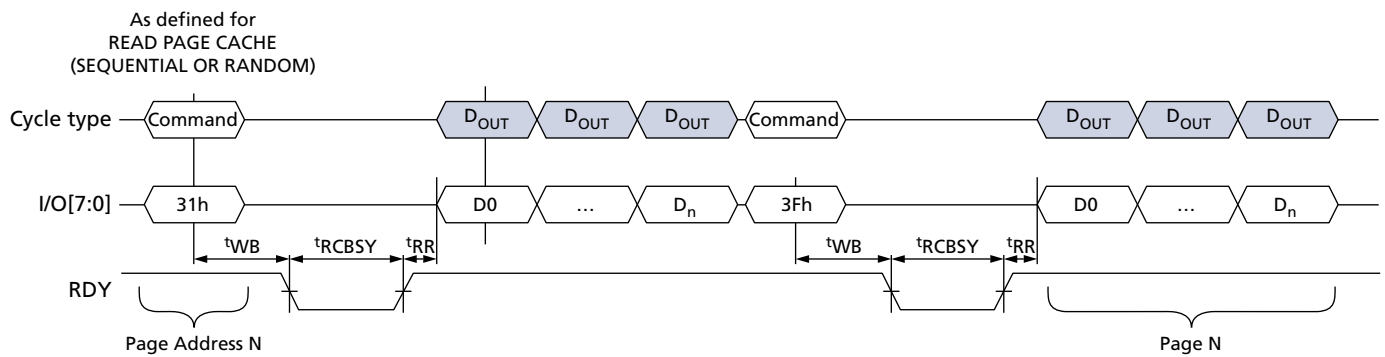 As defined for
READ PAGE CACHE
(SEQUENTIAL OR RANDOM)
Cycle type Command DOUT DOUT DOUT Command DOUT DOUT DOUT
I/O[7:0] 31h D0 ... Dn 3Fh D0 ... Dn
tWB tRCBSY tRR tWB tRCBSY tRR
RDY
Page Address N Page N